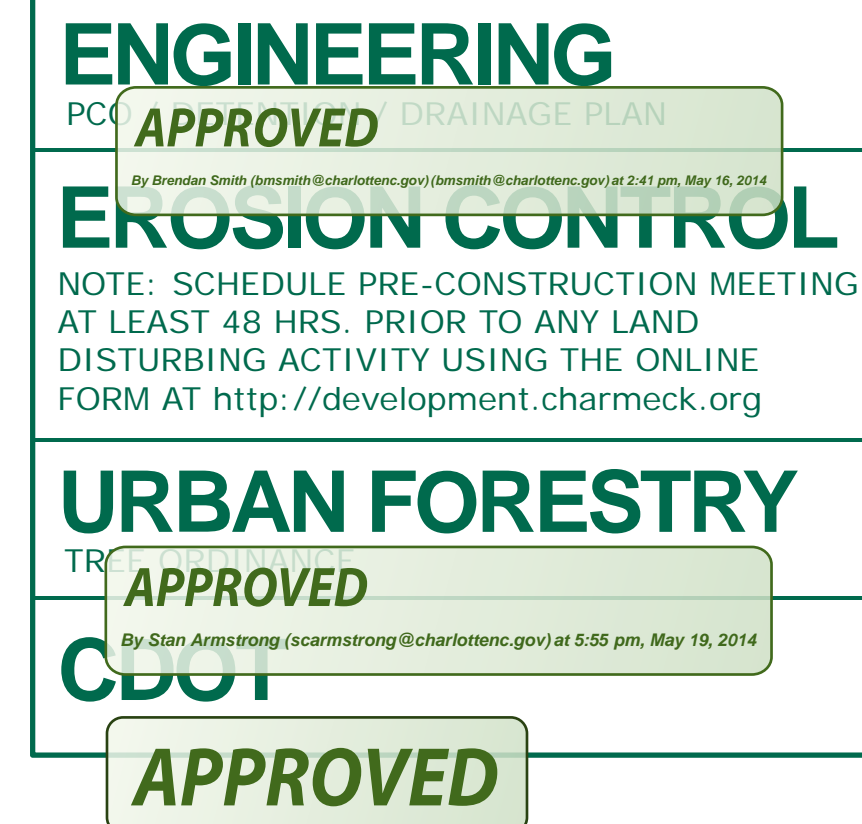 ENGINEERING
PCO / DETENTION / DRAINAGE PLAN
APPROVED
By Brendan Smith (bmsmith@charlottenc.gov) (bmsmith@charlottenc.gov) at 2:41 pm, May 16, 2014
EROSION CONTROL
NOTE: SCHEDULE PRE-CONSTRUCTION MEETING
AT LEAST 48 HRS. PRIOR TO ANY LAND
DISTURBING ACTIVITY USING THE ONLINE
FORM AT http://development.charmeck.org
URBAN FORESTRY
TREE ORDINANCE
APPROVED
By Stan Armstrong (scarmstrong@charlottenc.gov) at 5:55 pm, May 19, 2014
CDOT
APPROVED